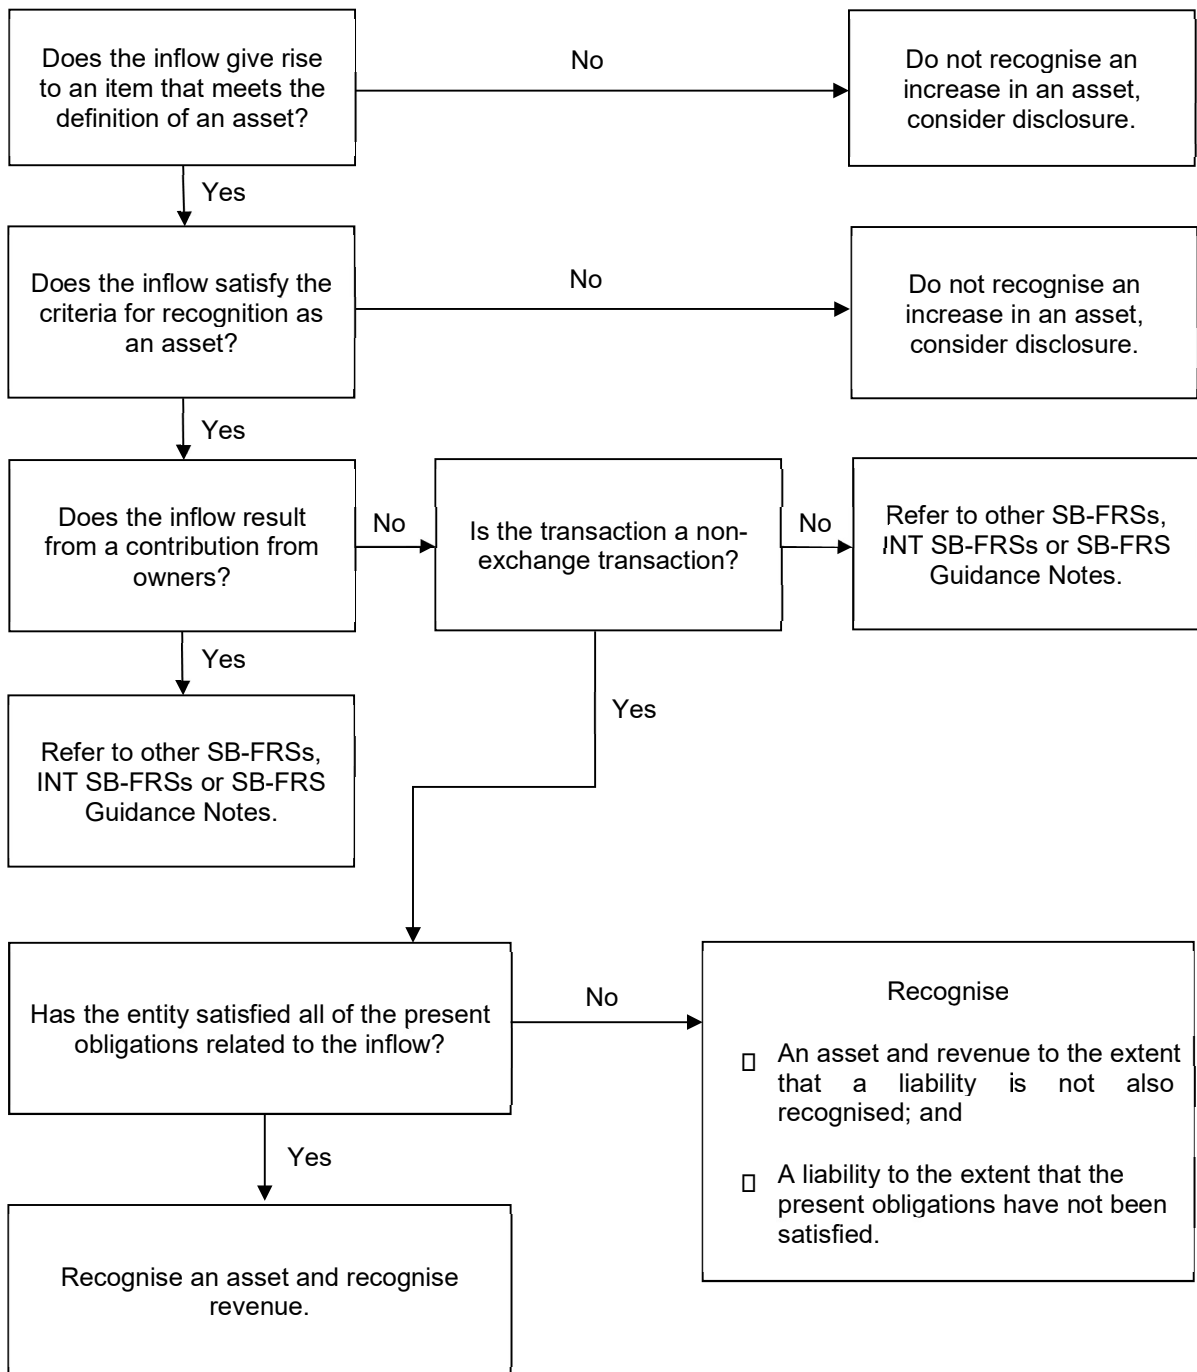 Does the inflow give rise
to an item that meets the
definition of an asset?
No
Do not recognise an
increase in an asset,
consider disclosure.
Yes
Does the inflow satisfy the
criteria for recognition as
an asset?
No
Do not recognise an
increase in an asset,
consider disclosure.
Yes
Does the inflow result
from a contribution from
owners?
No
Is the transaction a non-
exchange transaction?
No
Refer to other SB-FRSs,
INT SB-FRSs or SB-FRS
Guidance Notes.
Yes
Refer to other SB-FRSs,
INT SB-FRSs or SB-FRS
Guidance Notes.
Yes
Has the entity satisfied all of the present
obligations related to the inflow?
No
Recognise
An asset and revenue to the extent
that a liability is not also
recognised; and
A liability to the extent that the
present obligations have not been
satisfied.
Yes
Recognise an asset and recognise
revenue.